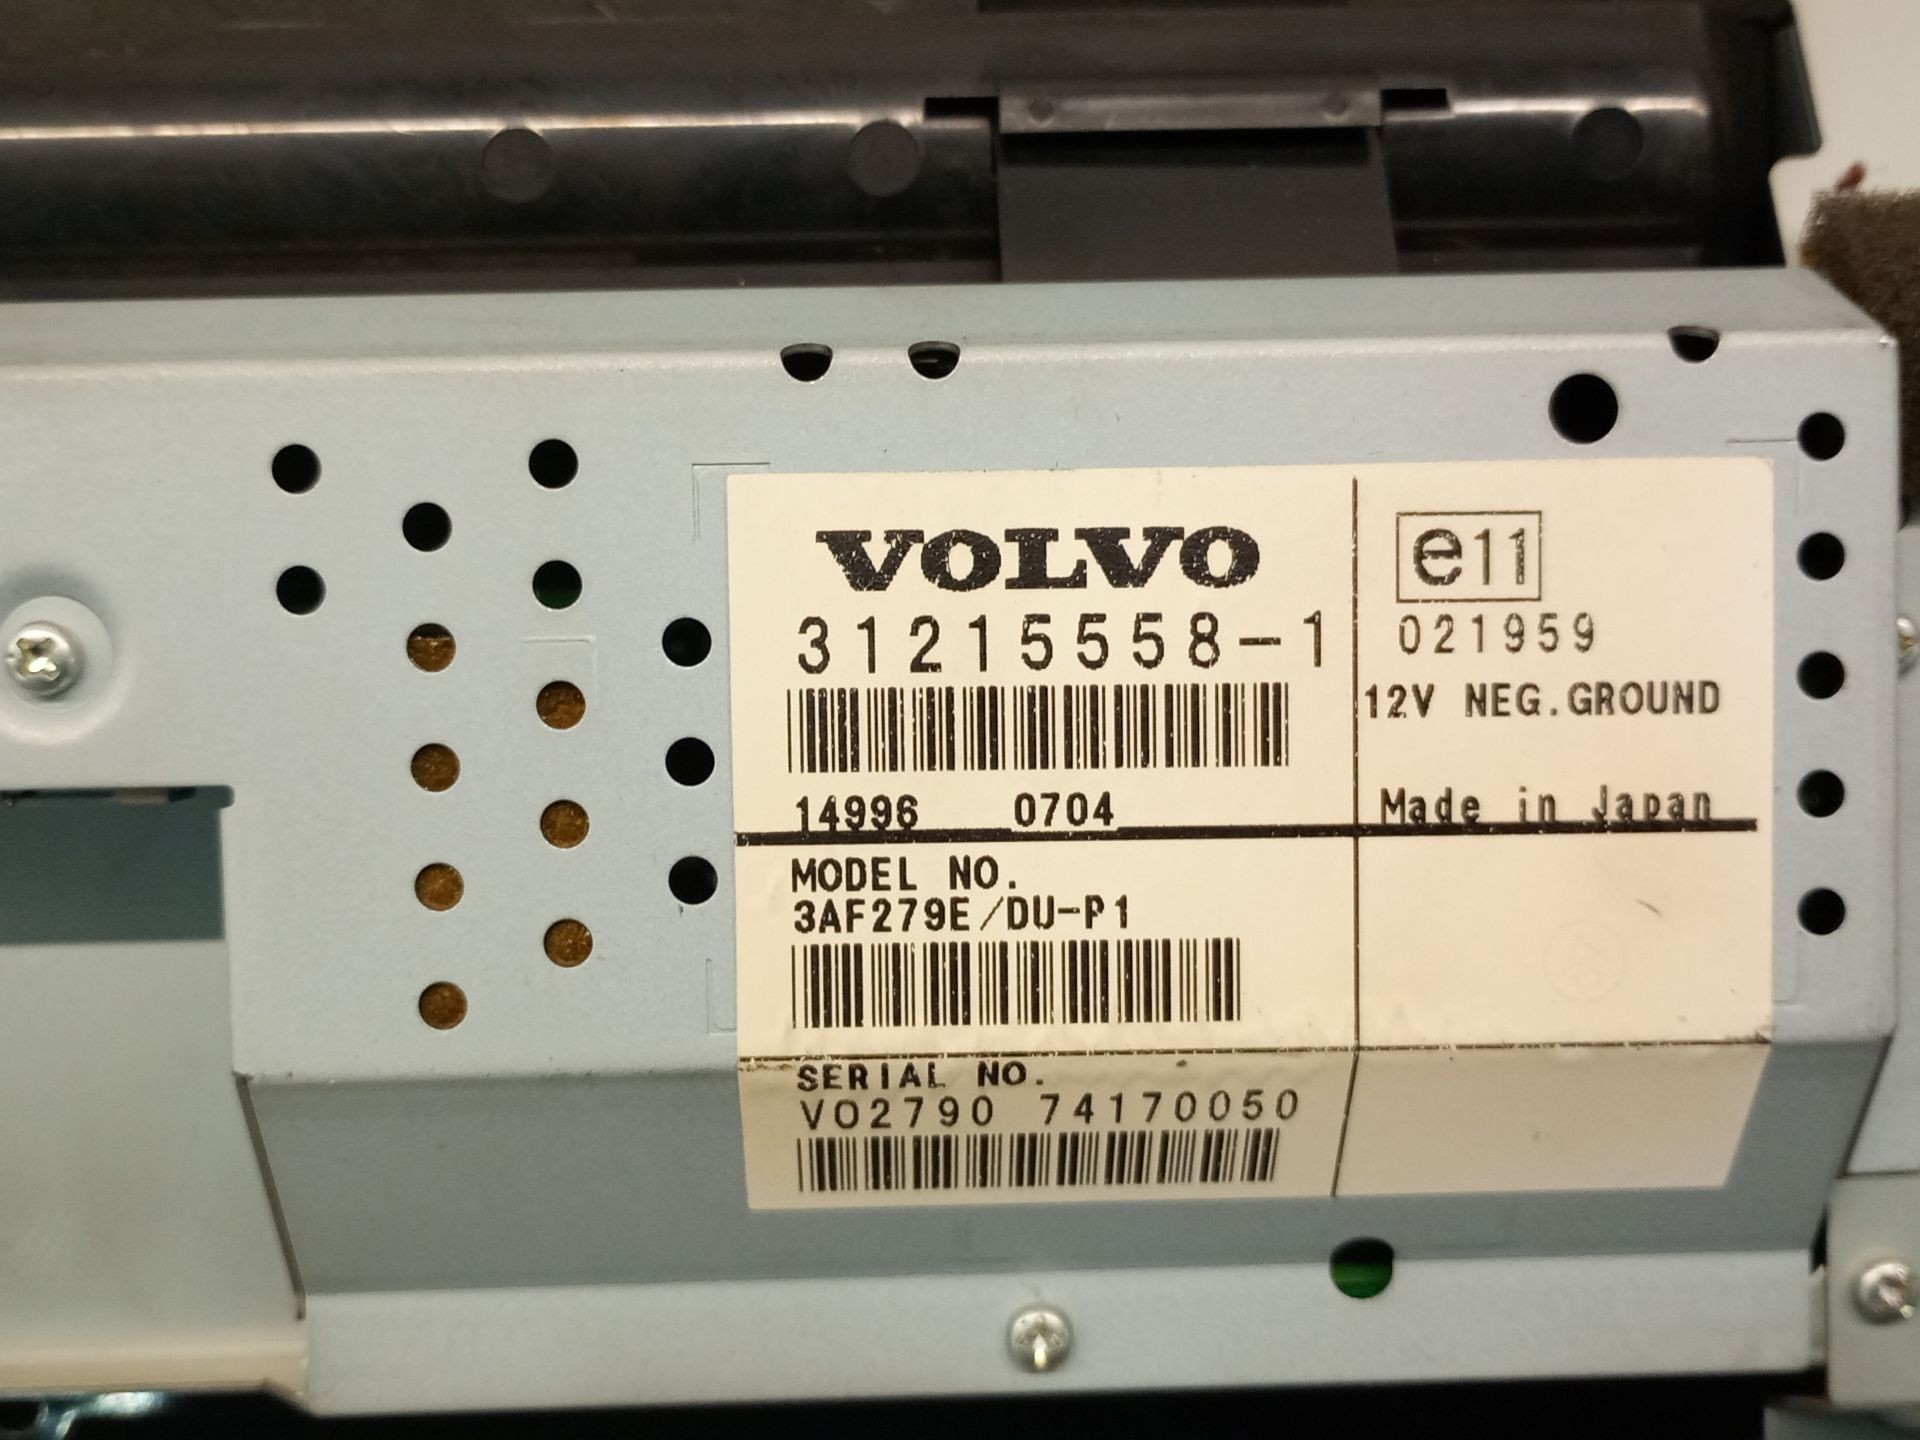 VOLVO
31215558-1
14996 0704
e11
021959
12V NEG.GROUND
Made in Japan
MODEL NO.
3AF279E/DU-P1
SERIAL NO.
VO2790 74170050